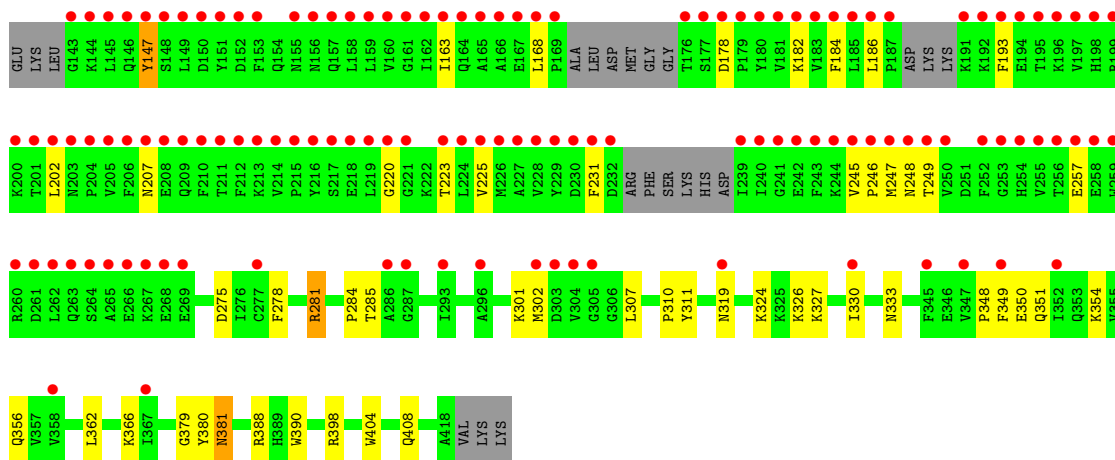 GLU LYS LEU G143 K144 L145 Q146 Y147 S148 L149 D150 Y151 D152 F153 Q154 N155 N156 Q157 L158 L159 V160 G161 I162 I163 Q164 A165 A166 E167 L168 P169 ALA LEU ASP MET GLY GLY T176 S177 D178 P179 Y180 V181 K182 V183 F184 L185 L186 P187 ASP LYS LYS K191 K192 F193 E194 T195 K196 V197 H198 R199
K200 T201 L202 N203 P204 V205 F206 N207 E208 Q209 F210 T211 F212 K213 V214 P215 Y216 S217 E218 L219 G220 G221 K222 T223 L224 V225 M226 A227 V228 Y229 D230 F231 D232 ARG PHE SER LYS HIS ASP I239 I240 G241 E242 F243 K244 V245 P246 M247 N248 T249 V250 D251 F252 G253 H254 V255 T256 E257 E258 W259
R260 D261 L262 Q263 S264 A265 E266 K267 E268 E269 D275 I276 C277 F278 R281 P284 T285 A286 G287 I293 A296 K301 M302 D303 V304 G305 G306 L307 P310 Y311 N319 K324 K325 K326 K327 I330 N333 F345 E346 V347 P348 F349 E350 Q351 I352 Q353 K354 V355
Q356 V357 V358 L362 K366 I367 G379 Y380 N381 R388 H389 W390 R398 W404 Q408 A418 VAL LYS LYS